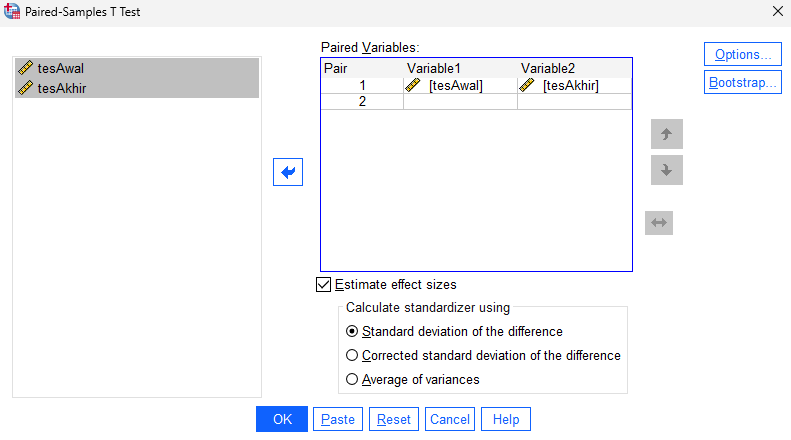 Paired-Samples T Test
tesAwal
tesAkhir
Paired Variables:
Pair Variable1 Variable2
1 [tesAwal] [tesAkhir]
2
Options...
Bootstrap...
Estimate effect sizes
Calculate standardizer using
Standard deviation of the difference
Corrected standard deviation of the difference
Average of variances
OK Paste Reset Cancel Help